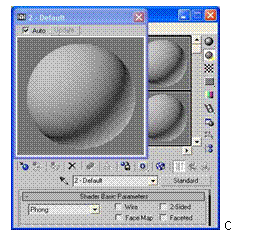 2 - Default
Auto Update
2 - Default Standard
Shader Basic Parameters
Phong Wire 2-Sided
Face Map Faceted
C